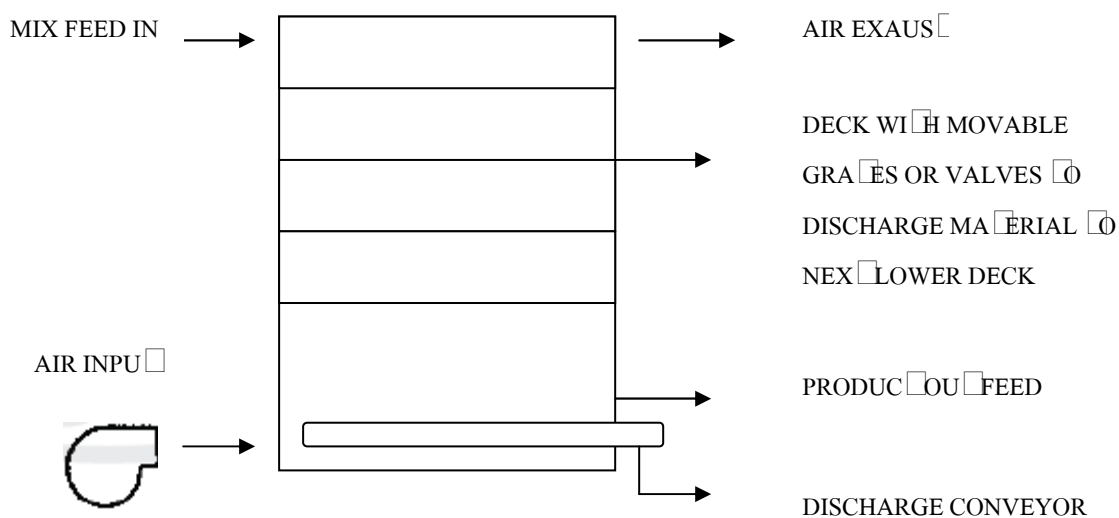 MIX FEED IN
AIR EXAUS□
DECK WI□H MOVABLE
GRA□ES OR VALVES □O
DISCHARGE MA□ERIAL □O
NEX□ LOWER DECK
AIR INPU□
PRODUC□ OU□FEED
DISCHARGE CONVEYOR